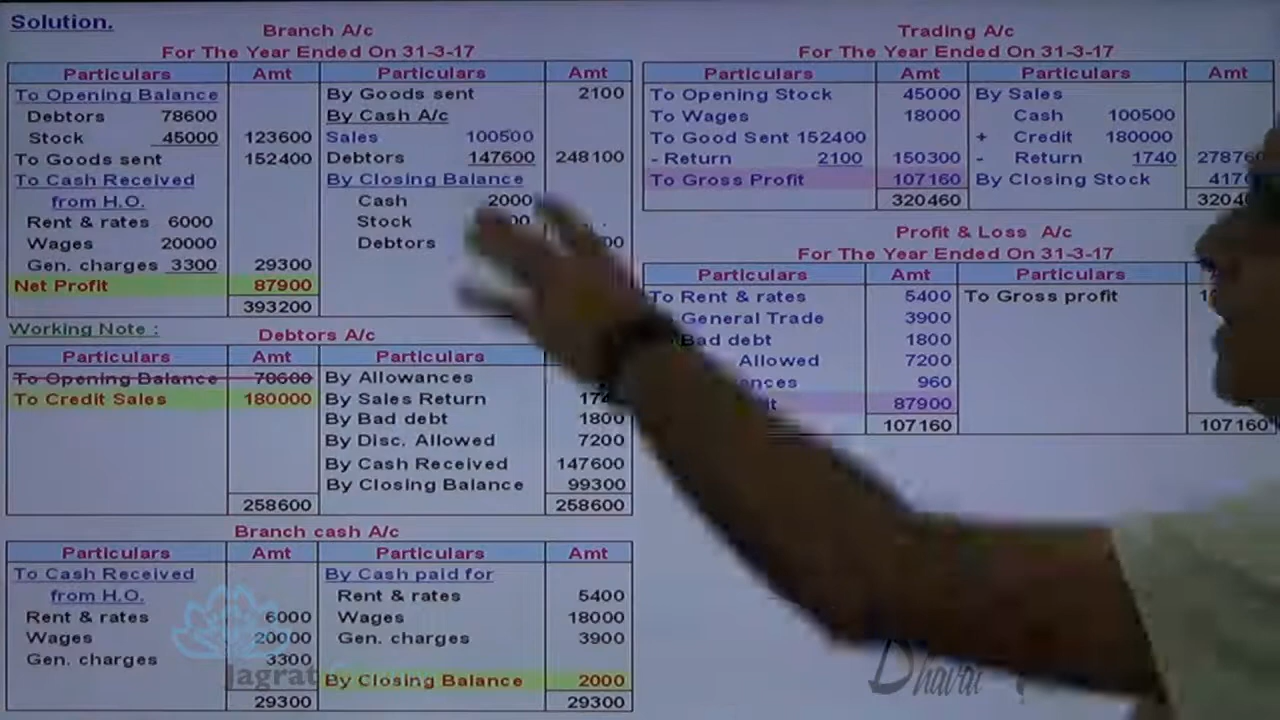 Solution.
Branch A/c
For The Year Ended On 31-3-17
Particulars Amt Particulars Amt
To Opening Balance By Goods sent 2100
Debtors 78600 By Cash A/c
Stock 45000 123600 Sales 100500
To Goods sent 152400 Debtors 147600 248100
To Cash Received By Closing Balance
from H.O. Cash 2000
Rent & rates 6000 Stock
Wages 20000 Debtors
Gen. charges 3300 29300
Net Profit 87900
393200
Working Note :
Debtors A/c
Particulars Amt Particulars
To Opening Balance 78600 By Allowances
To Credit Sales 180000 By Sales Return
By Bad debt 1800
By Disc. Allowed 7200
By Cash Received 147600
By Closing Balance 99300
258600 258600
Branch cash A/c
Particulars Amt Particulars Amt
To Cash Received By Cash paid for
from H.O. Rent & rates 5400
Rent & rates 6000 Wages 18000
Wages 20000 Gen. charges 3900
Gen. charges 3300
By Closing Balance 2000
29300 29300
Jagrat
Trading A/c
For The Year Ended On 31-3-17
Particulars Amt Particulars Amt
To Opening Stock 45000 By Sales
To Wages 18000 Cash 100500
To Good Sent 152400 + Credit 180000
- Return 2100 150300 - Return 1740
To Gross Profit 107160 By Closing Stock
320460
Profit & Loss A/c
For The Year Ended On 31-3-17
Particulars Amt Particulars
To Rent & rates 5400 To Gross profit
General Trade 3900
Bad debt 1800
Allowed 7200
960
87900
107160 107160
Dhaval